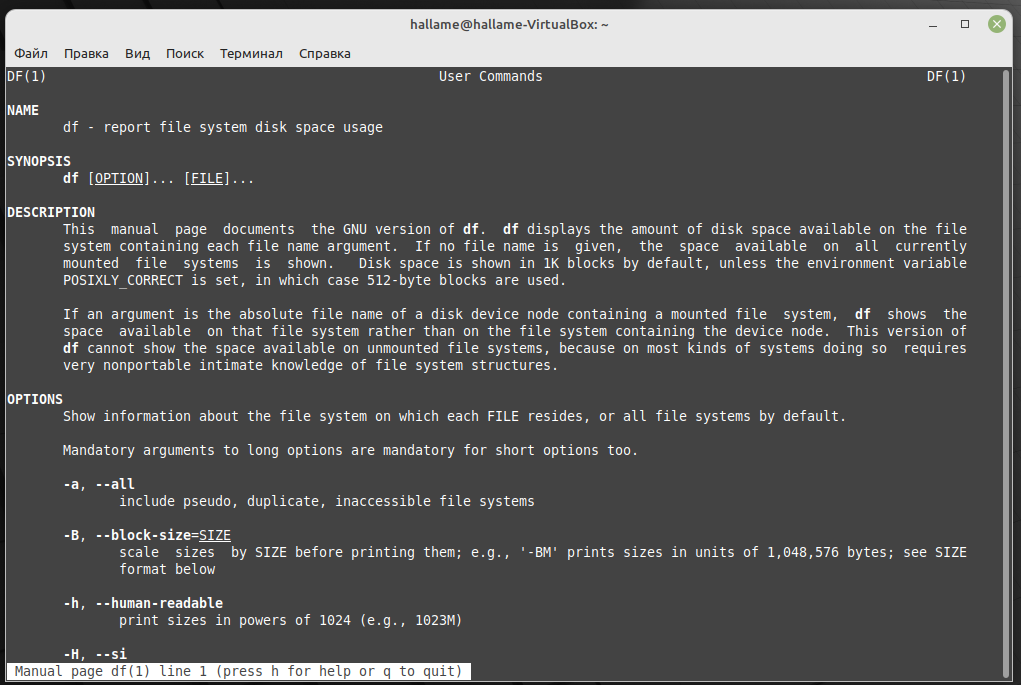 hallame@hallame-VirtualBox: ~
Файл Правка Вид Поиск Терминал Справка
DF(1) User Commands DF(1)
NAME
df - report file system disk space usage
SYNOPSIS
df [OPTION]... [FILE]...
DESCRIPTION
This manual page documents the GNU version of df. df displays the amount of disk space available on the file
system containing each file name argument. If no file name is given, the space available on all currently
mounted file systems is shown. Disk space is shown in 1K blocks by default, unless the environment variable
POSIXLY_CORRECT is set, in which case 512-byte blocks are used.
If an argument is the absolute file name of a disk device node containing a mounted file system, df shows the
space available on that file system rather than on the file system containing the device node. This version of
df cannot show the space available on unmounted file systems, because on most kinds of systems doing so requires
very nonportable intimate knowledge of file system structures.
OPTIONS
Show information about the file system on which each FILE resides, or all file systems by default.
Mandatory arguments to long options are mandatory for short options too.
-a, --all
include pseudo, duplicate, inaccessible file systems
-B, --block-size=SIZE
scale sizes by SIZE before printing them; e.g., '-BM' prints sizes in units of 1,048,576 bytes; see SIZE
format below
-h, --human-readable
print sizes in powers of 1024 (e.g., 1023M)
-H, --si
Manual page df(1) line 1 (press h for help or q to quit)